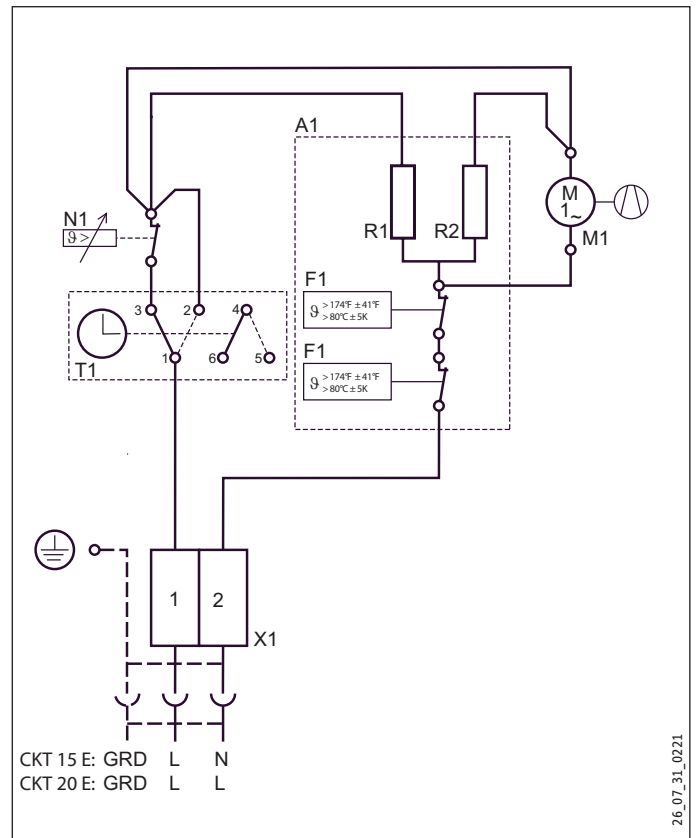 A1
N1
ϑ >
R1
R2
M
1~
M1
F1
ϑ > 174°F ± 41°F
> 80°C ± 5K
3
2
4
F1
1
6
5
T1
ϑ > 174°F ± 41°F
> 80°C ± 5K
1
2
X1
CKT 15 E: GRD L N
CKT 20 E: GRD L L
26_07_31_0221